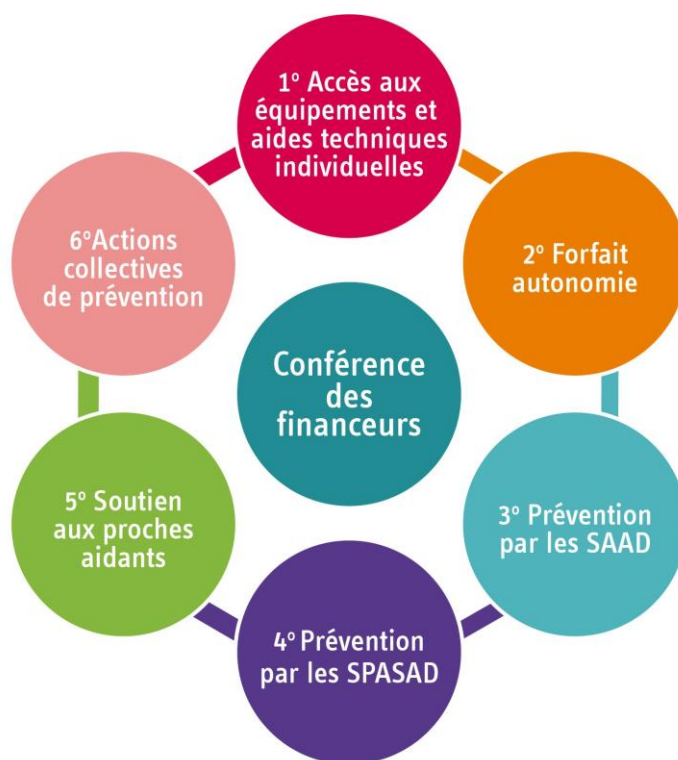 1° Accès aux
équipements et
aides techniques
individuelles
2° Forfait
autonomie
3° Prévention
par les SAAD
4° Prévention
par les SPASAD
5° Soutien
aux proches
aidants
6°Actions
collectives
de prévention
Conférence
des
financeurs